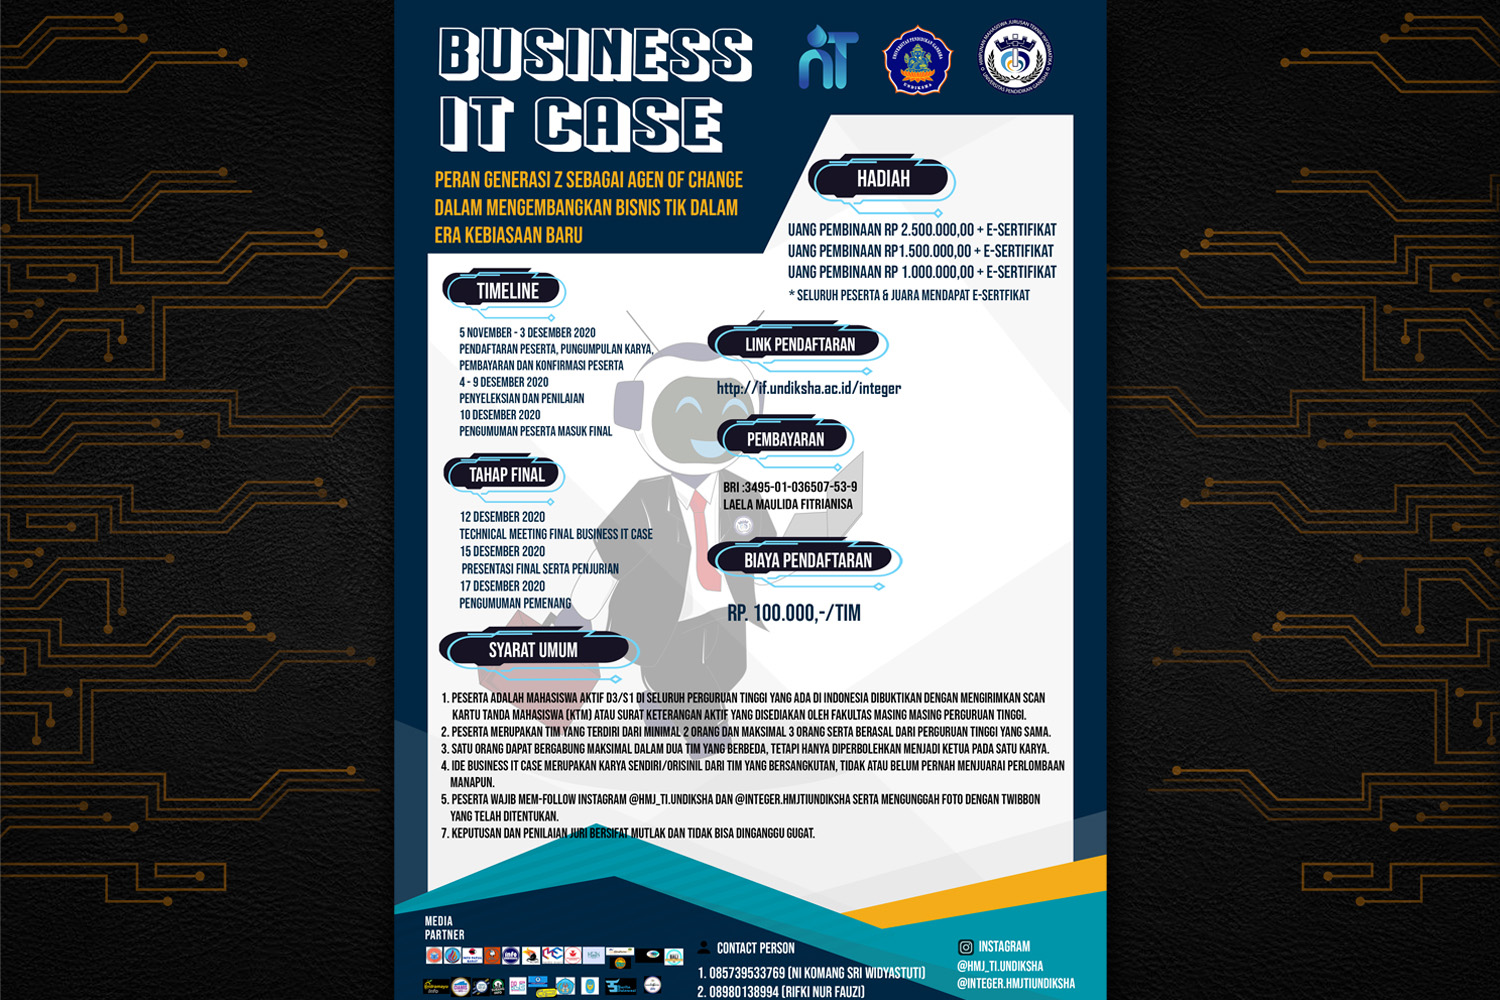 BUSINESS
IT CASE
PERAN GENERASI Z SEBAGAI AGEN OF CHANGE
DALAM MENGEMBANGKAN BISNIS TIK DALAM
ERA KEBIASAAN BARU
HADIAH
UANG PEMBINAAN RP 2.500.000,00 + E-SERTIFIKAT
UANG PEMBINAAN RP1.500.000,00 + E-SERTIFIKAT
UANG PEMBINAAN RP 1.000.000,00 + E-SERTIFIKAT
* SELURUH PESERTA & JUARA MENDAPAT E-SERTFIKAT
TIMELINE
5 NOVEMBER - 3 DESEMBER 2020
PENDAFTARAN PESERTA, PUNGUMPULAN KARYA,
PEMBAYARAN DAN KONFIRMASI PESERTA
4 - 9 DESEMBER 2020
PENYELEKSIAN DAN PENILAIAN
10 DESEMBER 2020
PENGUMUMAN PESERTA MASUK FINAL
TAHAP FINAL
12 DESEMBER 2020
TECHNICAL MEETING FINAL BUSINESS IT CASE
15 DESEMBER 2020
PRESENTASI FINAL SERTA PENJURIAN
17 DESEMBER 2020
PENGUMUMAN PEMENANG
LINK PENDAFTARAN
http://if.undiksha.ac.id/integer
PEMBAYARAN
BRI :3495-01-036507-53-9
LAELA MAULIDA FITRIANISA
BIAYA PENDAFTARAN
RP. 100.000,-/TIM
SYARAT UMUM
1. PESERTA ADALAH MAHASISWA AKTIF D3/S1 DI SELURUH PERGURUAN TINGGI YANG ADA DI INDONESIA DIBUKTIKAN DENGAN MENGIRIMKAN SCAN
KARTU TANDA MAHASISWA (KTM) ATAU SURAT KETERANGAN AKTIF YANG DISEDIAKAN OLEH FAKULTAS MASING MASING PERGURUAN TINGGI.
2. PESERTA MERUPAKAN TIM YANG TERDIRI DARI MINIMAL 2 ORANG DAN MAKSIMAL 3 ORANG SERTA BERASAL DARI PERGURUAN TINGGI YANG SAMA.
3. SATU ORANG DAPAT BERGABUNG MAKSIMAL DALAM DUA TIM YANG BERBEDA, TETAPI HANYA DIPERBOLEHKAN MENJADI KETUA PADA SATU KARYA.
4. IDE BUSINESS IT CASE MERUPAKAN KARYA SENDIRI/ORISINIL DARI TIM YANG BERSANGKUTAN, TIDAK ATAU BELUM PERNAH MENJUARAI PERLOMBAAN
MANAPUN.
5. PESERTA WAJIB MEM-FOLLOW INSTAGRAM @HMJ_TI.UNDIKSHA DAN @INTEGER.HMJTIUNDIKSHA SERTA MENGUNGGAH FOTO DENGAN TWIBBON
YANG TELAH DITENTUKAN.
7. KEPUTUSAN DAN PENILAIAN JURI BERSIFAT MUTLAK DAN TIDAK BISA DINGANGGU GUGAT.
MEDIA
PARTNER
CONTACT PERSON
1. 085739533769 (NI KOMANG SRI WIDYASTUTI)
2. 08980138994 (RIFKI NUR FAUZI)
INSTAGRAM
@HMJ_TI.UNDIKSHA
@INTEGER.HMJTIUNDIKSHA